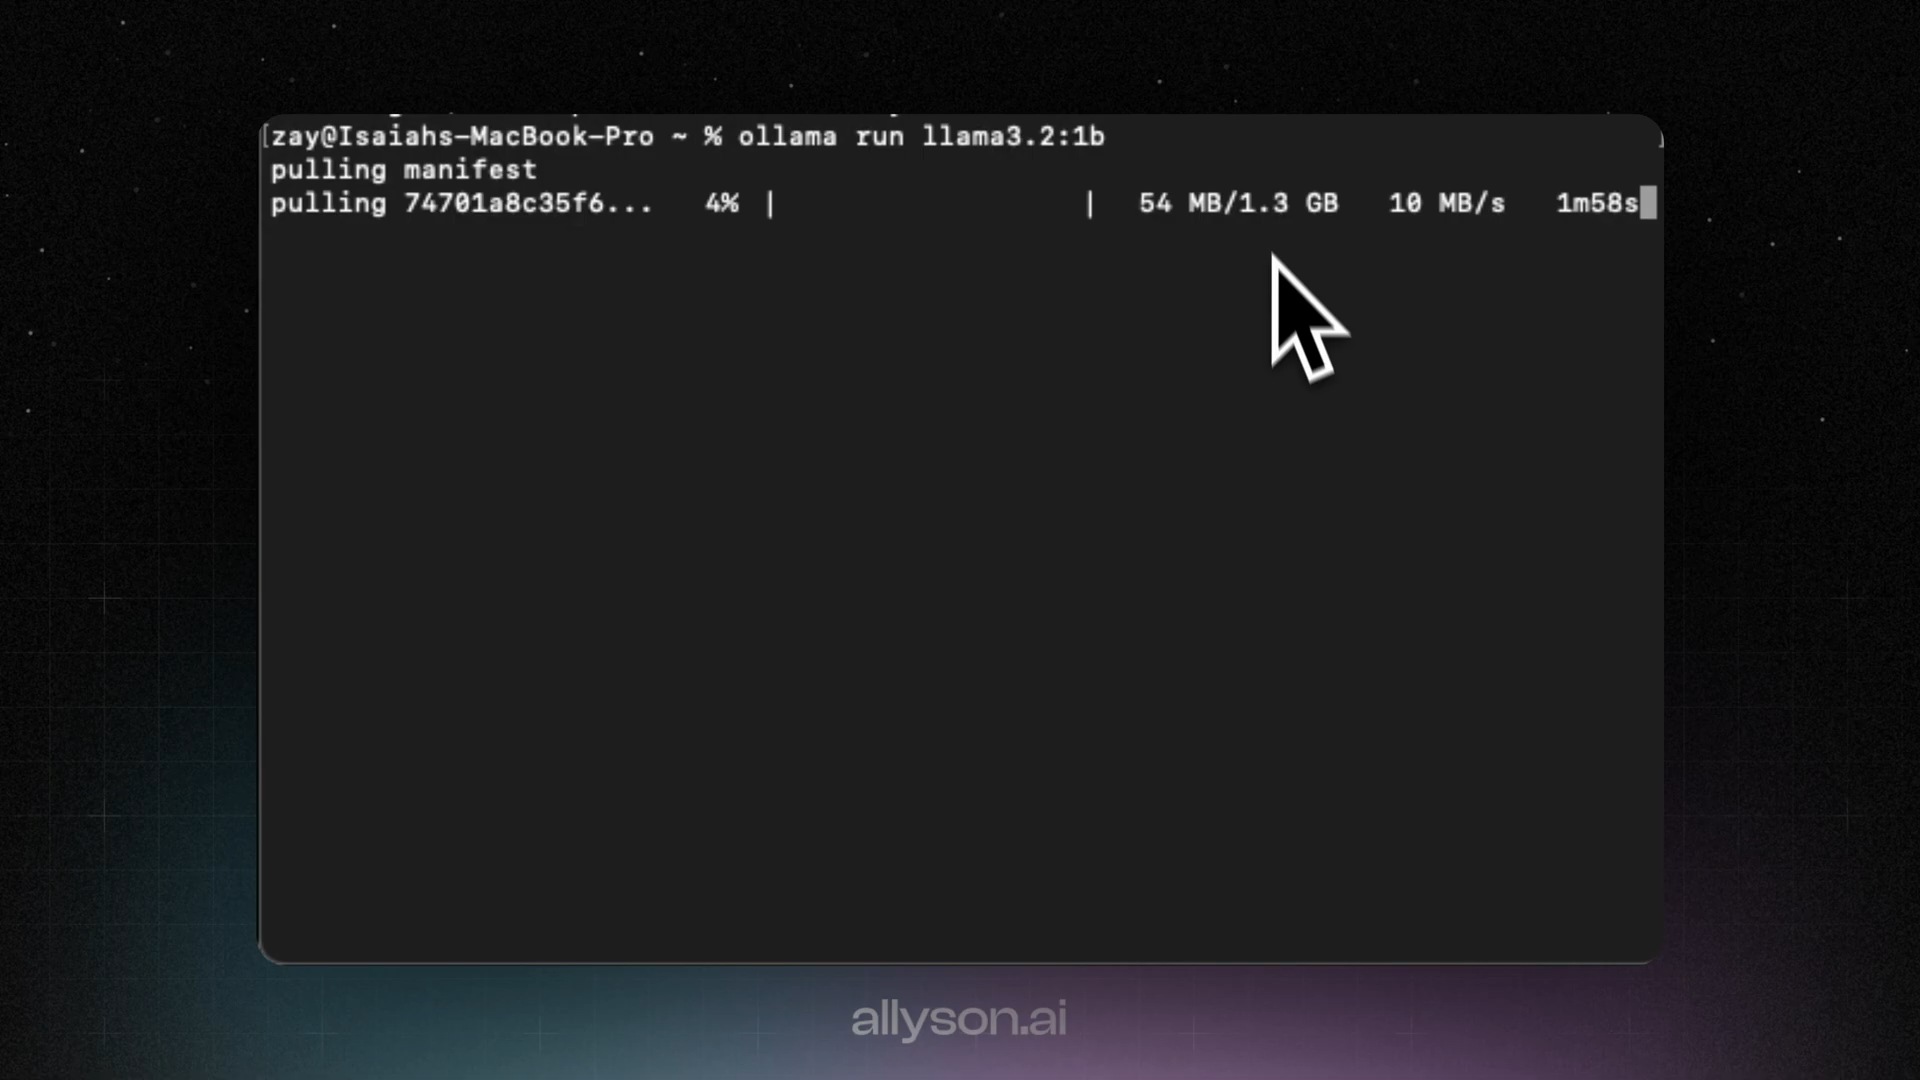 [zay@Isaiahs-MacBook-Pro ~ % ollama run llama3.2:1b ]
pulling manifest
pulling 74701a8c35f6... 4% | | 54 MB/1.3 GB 10 MB/s 1m58s
allyson.ai